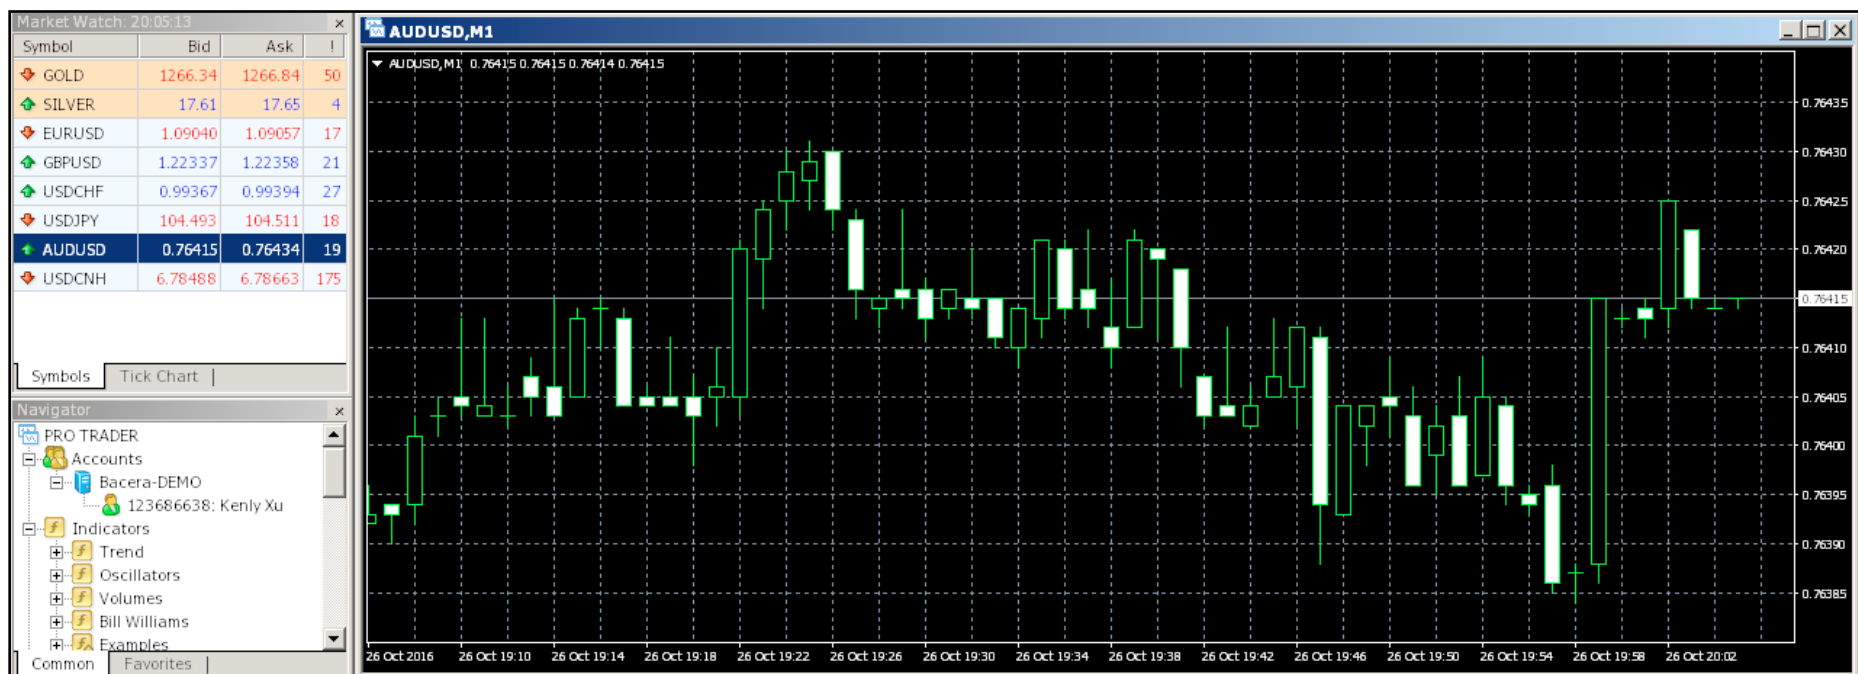 Market Watch: 20:05:13
Symbol Bid Ask !
GOLD 1266.34 1266.84 50
SILVER 17.61 17.65 4
EURUSD 1.09040 1.09057 17
GBPUSD 1.22337 1.22358 21
USDCHF 0.99367 0.99394 27
USDJPY 104.493 104.511 18
AUDUSD 0.76415 0.76434 19
USDCNH 6.78488 6.78663 175
Symbols Tick Chart
Navigator
PRO TRADER
Accounts
Bacera-DEMO
123686638: Kenly Xu
Indicators
Trend
Oscillators
Volumes
Bill Williams
Examples
Common Favorites
AUDUSD,M1
AUDUSD,M1 0.76415 0.76415 0.76414 0.76415
0.76435
0.76430
0.76425
0.76420
0.76415
0.76410
0.76405
0.76400
0.76395
0.76390
0.76385
26 Oct 2016 26 Oct 19:10 26 Oct 19:14 26 Oct 19:18 26 Oct 19:22 26 Oct 19:26 26 Oct 19:30 26 Oct 19:34 26 Oct 19:38 26 Oct 19:42 26 Oct 19:46 26 Oct 19:50 26 Oct 19:54 26 Oct 19:58 26 Oct 20:02